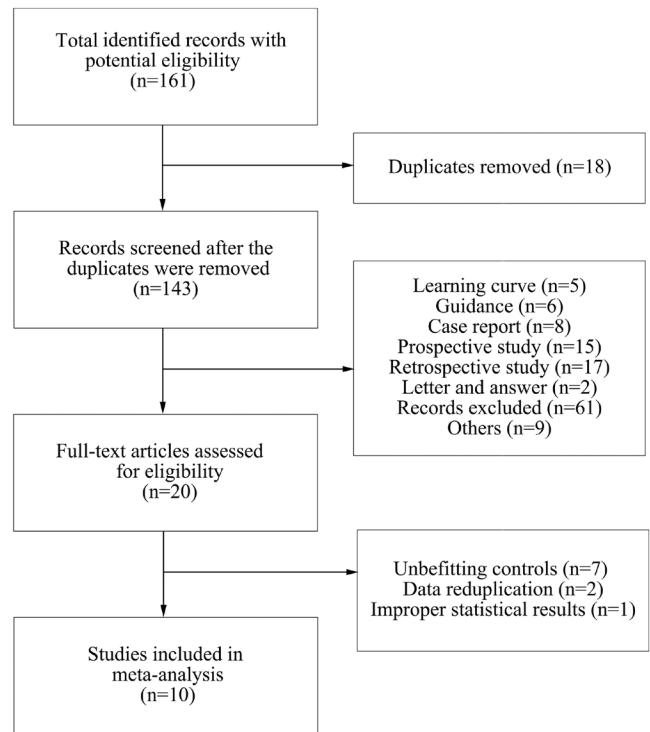 Total identified records with
potential eligibility
(n=161)
Duplicates removed (n=18)
Records screened after the
duplicates were removed
(n=143)
Learning curve (n=5)
Guidance (n=6)
Case report (n=8)
Prospective study (n=15)
Retrospective study (n=17)
Letter and answer (n=2)
Records excluded (n=61)
Others (n=9)
Full-text articles assessed
for eligibility
(n=20)
Unbefitting controls (n=7)
Data reduplication (n=2)
Improper statistical results (n=1)
Studies included in
meta-analysis
(n=10)